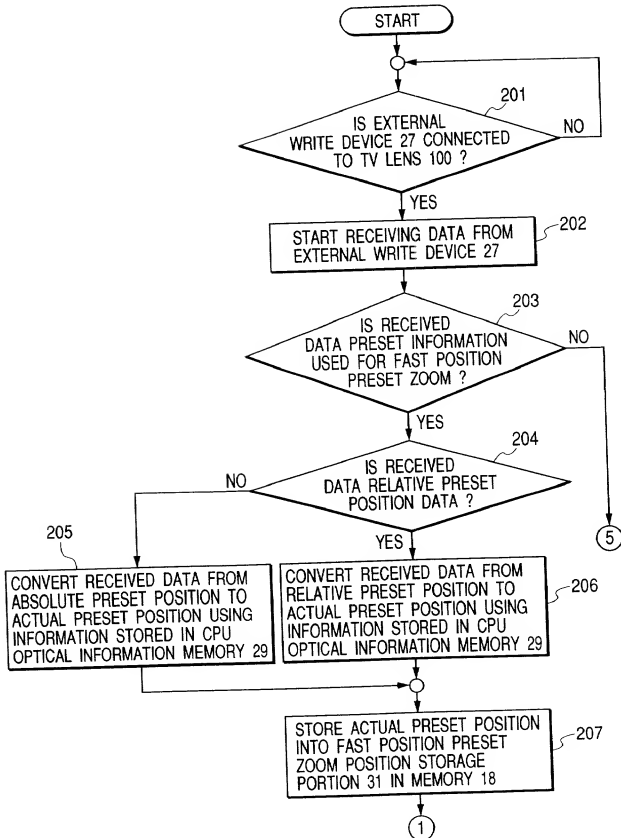 START
201
IS EXTERNAL
WRITE DEVICE 27 CONNECTED
TO TV LENS 100 ?
NO
YES
START RECEIVING DATA FROM
EXTERNAL WRITE DEVICE 27
202
203
IS RECEIVED
DATA PRESET INFORMATION
USED FOR FAST POSITION
PRESET ZOOM ?
NO
YES
204
IS RECEIVED
DATA RELATIVE PRESET
POSITION DATA ?
NO
YES
5
205
CONVERT RECEIVED DATA FROM
ABSOLUTE PRESET POSITION TO
ACTUAL PRESET POSITION USING
INFORMATION STORED IN CPU
OPTICAL INFORMATION MEMORY 29
CONVERT RECEIVED DATA FROM
RELATIVE PRESET POSITION TO
ACTUAL PRESET POSITION USING
INFORMATION STORED IN CPU
OPTICAL INFORMATION MEMORY 29
206
STORE ACTUAL PRESET POSITION
INTO FAST POSITION PRESET
ZOOM POSITION STORAGE
PORTION 31 IN MEMORY 18
207
1